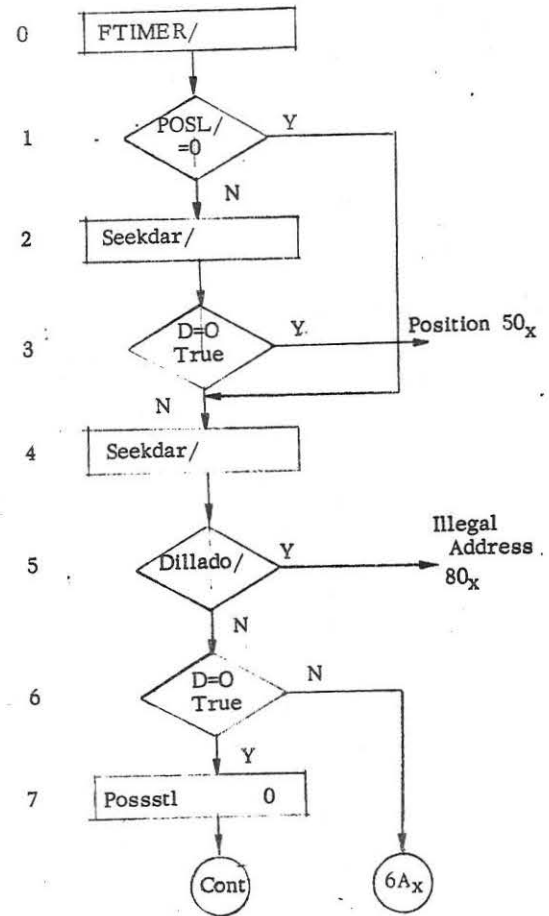 0 FTIMER/
1 POSL/ Y
=0
N
2 Seekdar/
3 D=O Y Position 50x
True
N
4 Seekdar/
Illegal
Address
5 Dillado/ Y
80x
N
6 D=O N
True
Y
7 Possstl 0
Cont 6Ax